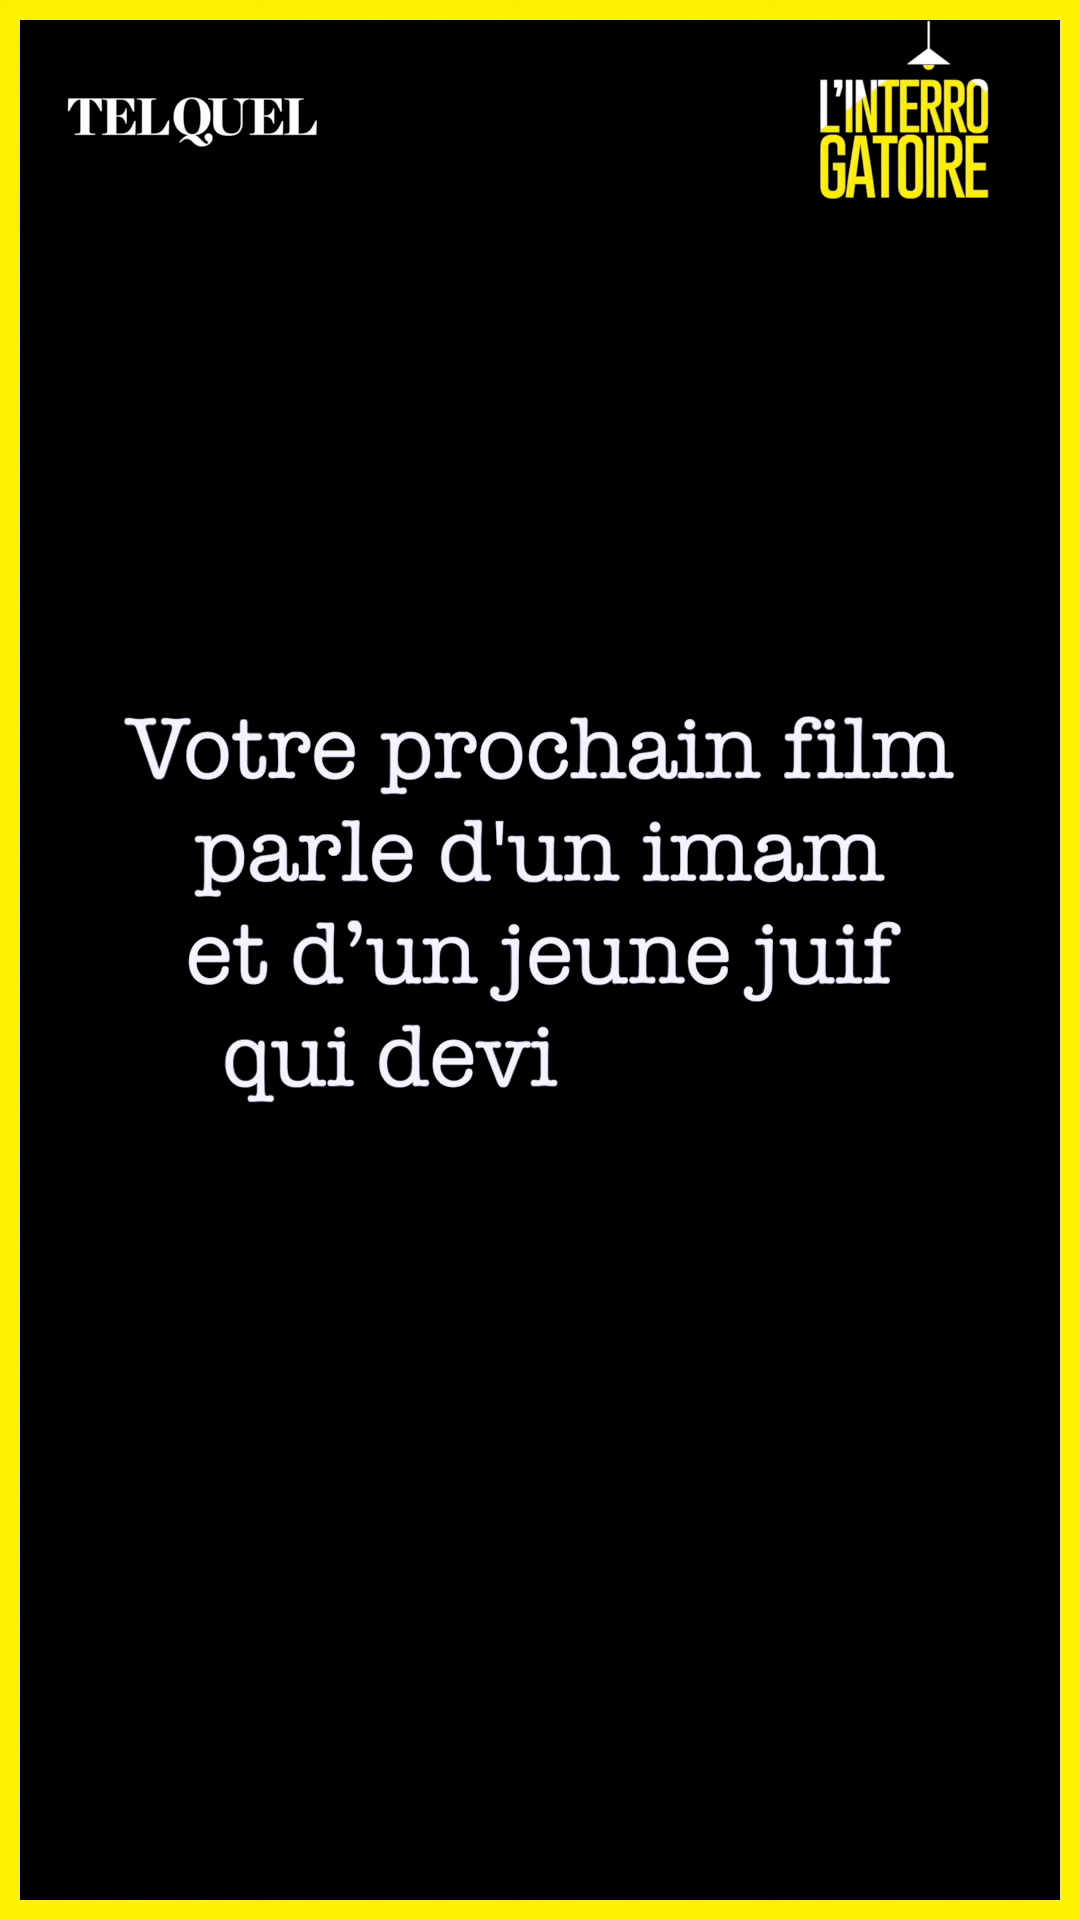 TELQUEL
L’INTERRO
GATOIRE
Votre prochain film
parle d'un imam
et d’un jeune juif
qui devi